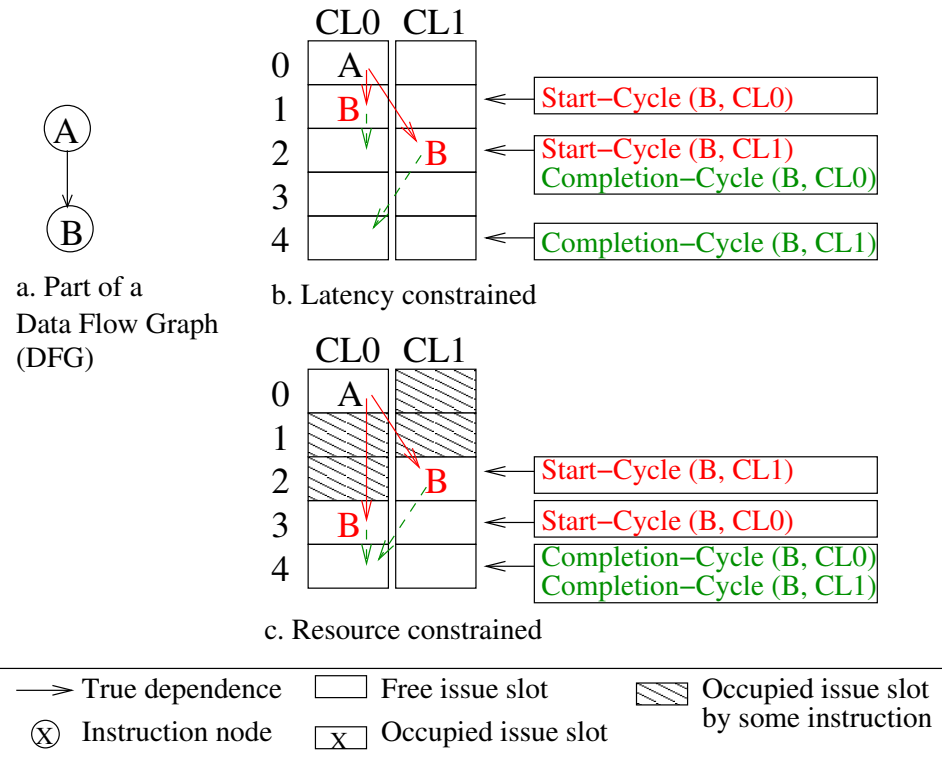 CL0 CL1
0 A
1 B
2 B
3
4
Start−Cycle (B, CL0)
Start−Cycle (B, CL1)
Completion−Cycle (B, CL0)
Completion−Cycle (B, CL1)
A
B
a. Part of a
Data Flow Graph
(DFG)
b. Latency constrained
CL0 CL1
0 A
1
2 B
3 B
4
Start−Cycle (B, CL1)
Start−Cycle (B, CL0)
Completion−Cycle (B, CL0)
Completion−Cycle (B, CL1)
c. Resource constrained
True dependence
Free issue slot
Occupied issue slot
by some instruction
X Instruction node
X Occupied issue slot